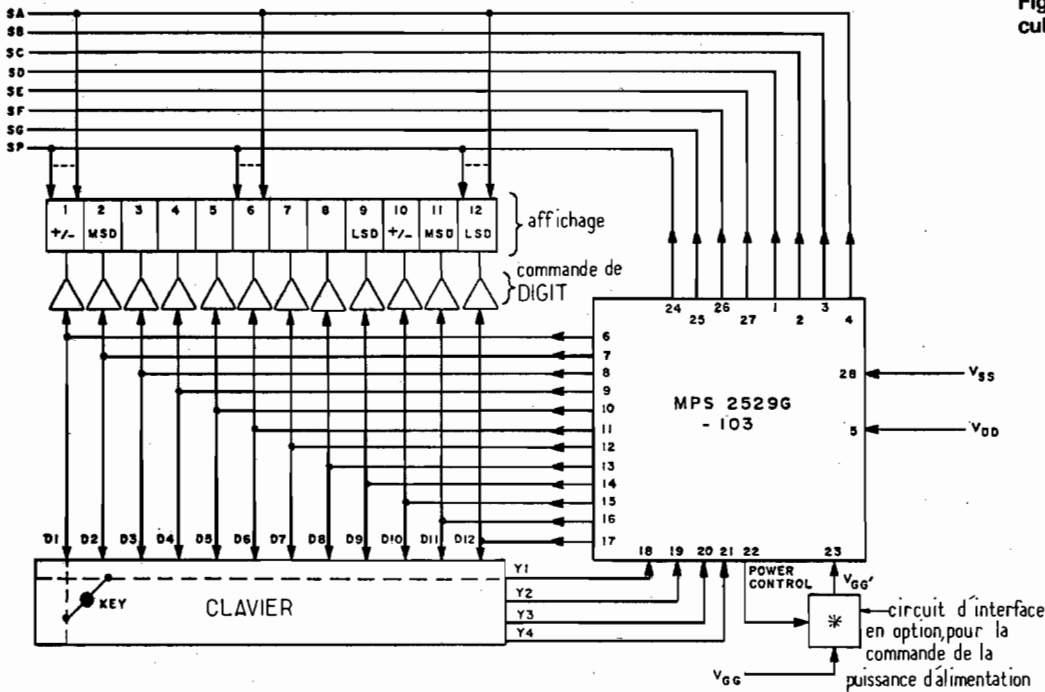 Fig
cul
SA
SB
SC
SD
SE
SF
SG
SP
1 2 3 4 5 6 7 8 9 10 11 12
+/- MSD LSD +/- MSD LSD
affichage
commande de
DIGIT
24 25 26 27 1 2 3 4
6
7
8
9
10
11
12
13
14
15
16
17
MPS 2529G
- 103
28
VSS
5
VDD
18 19 20 21 22 23
POWER
CONTROL
VGG'
D1 D2 D3 D4 D5 D6 D7 D8 D9 D10 D11 D12
KEY
CLAVIER
Y1
Y2
Y3
Y4
*
VGG
circuit d'interface
en option, pour la
commande de la
puissance d'alimentation